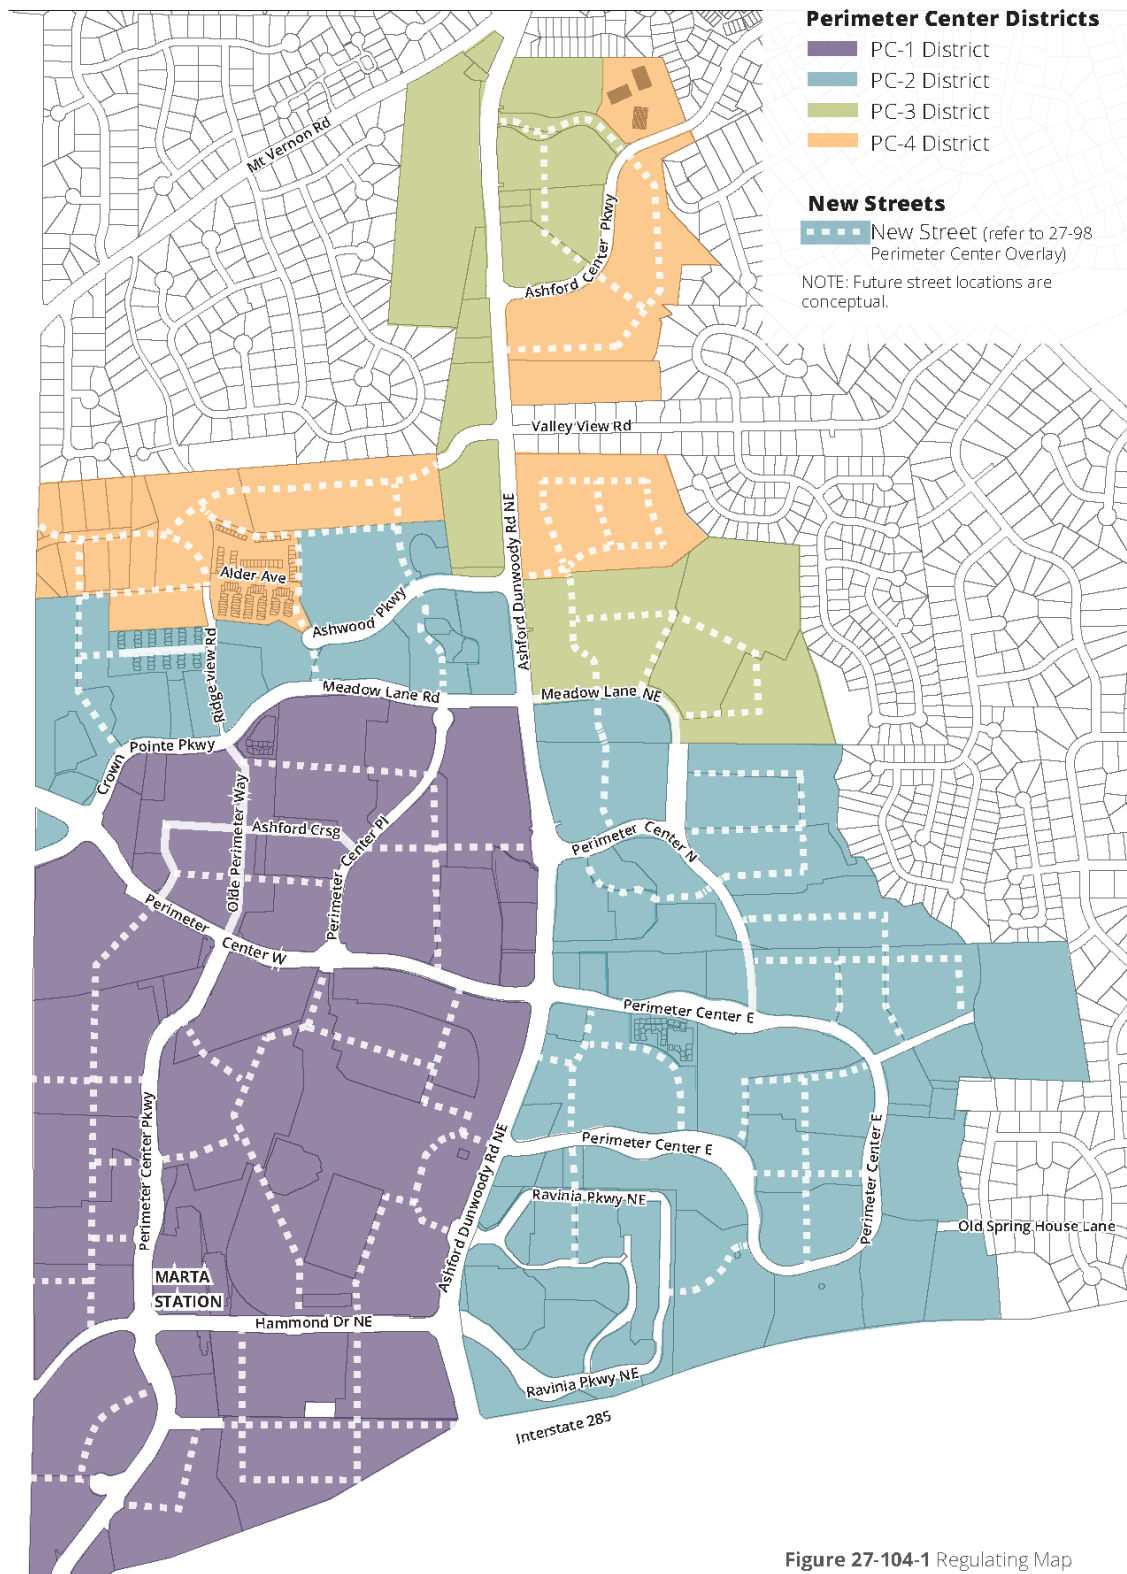 Perimeter Center Districts
PC-1 District
PC-2 District
PC-3 District
PC-4 District
New Streets
New Street (refer to 27-98
Perimeter Center Overlay)
NOTE: Future street locations are
conceptual.
Mt Vernon Rd
Ashford Center Pkwy
Valley View Rd
Ashford Dunwoody Rd NE
Alder Ave
Ashwood Pkwy
Ridgeview Rd
Meadow Lane Rd
Meadow Lane NE
Crown
Pointe Pkwy
Olde Perimeter Way
Ashford Crsg
Perimeter Center Pl
Perimeter Center N
Perimeter
Center W
Perimeter Center E
Perimeter Center Pkwy
Perimeter Center E
Perimeter Center E
Ashford Dunwoody Rd NE
Ravinia Pkwy NE
Old Spring House Lane
MARTA
STATION
Hammond Dr NE
Ravinia Pkwy NE
Interstate 285
Figure 27-104-1 Regulating Map